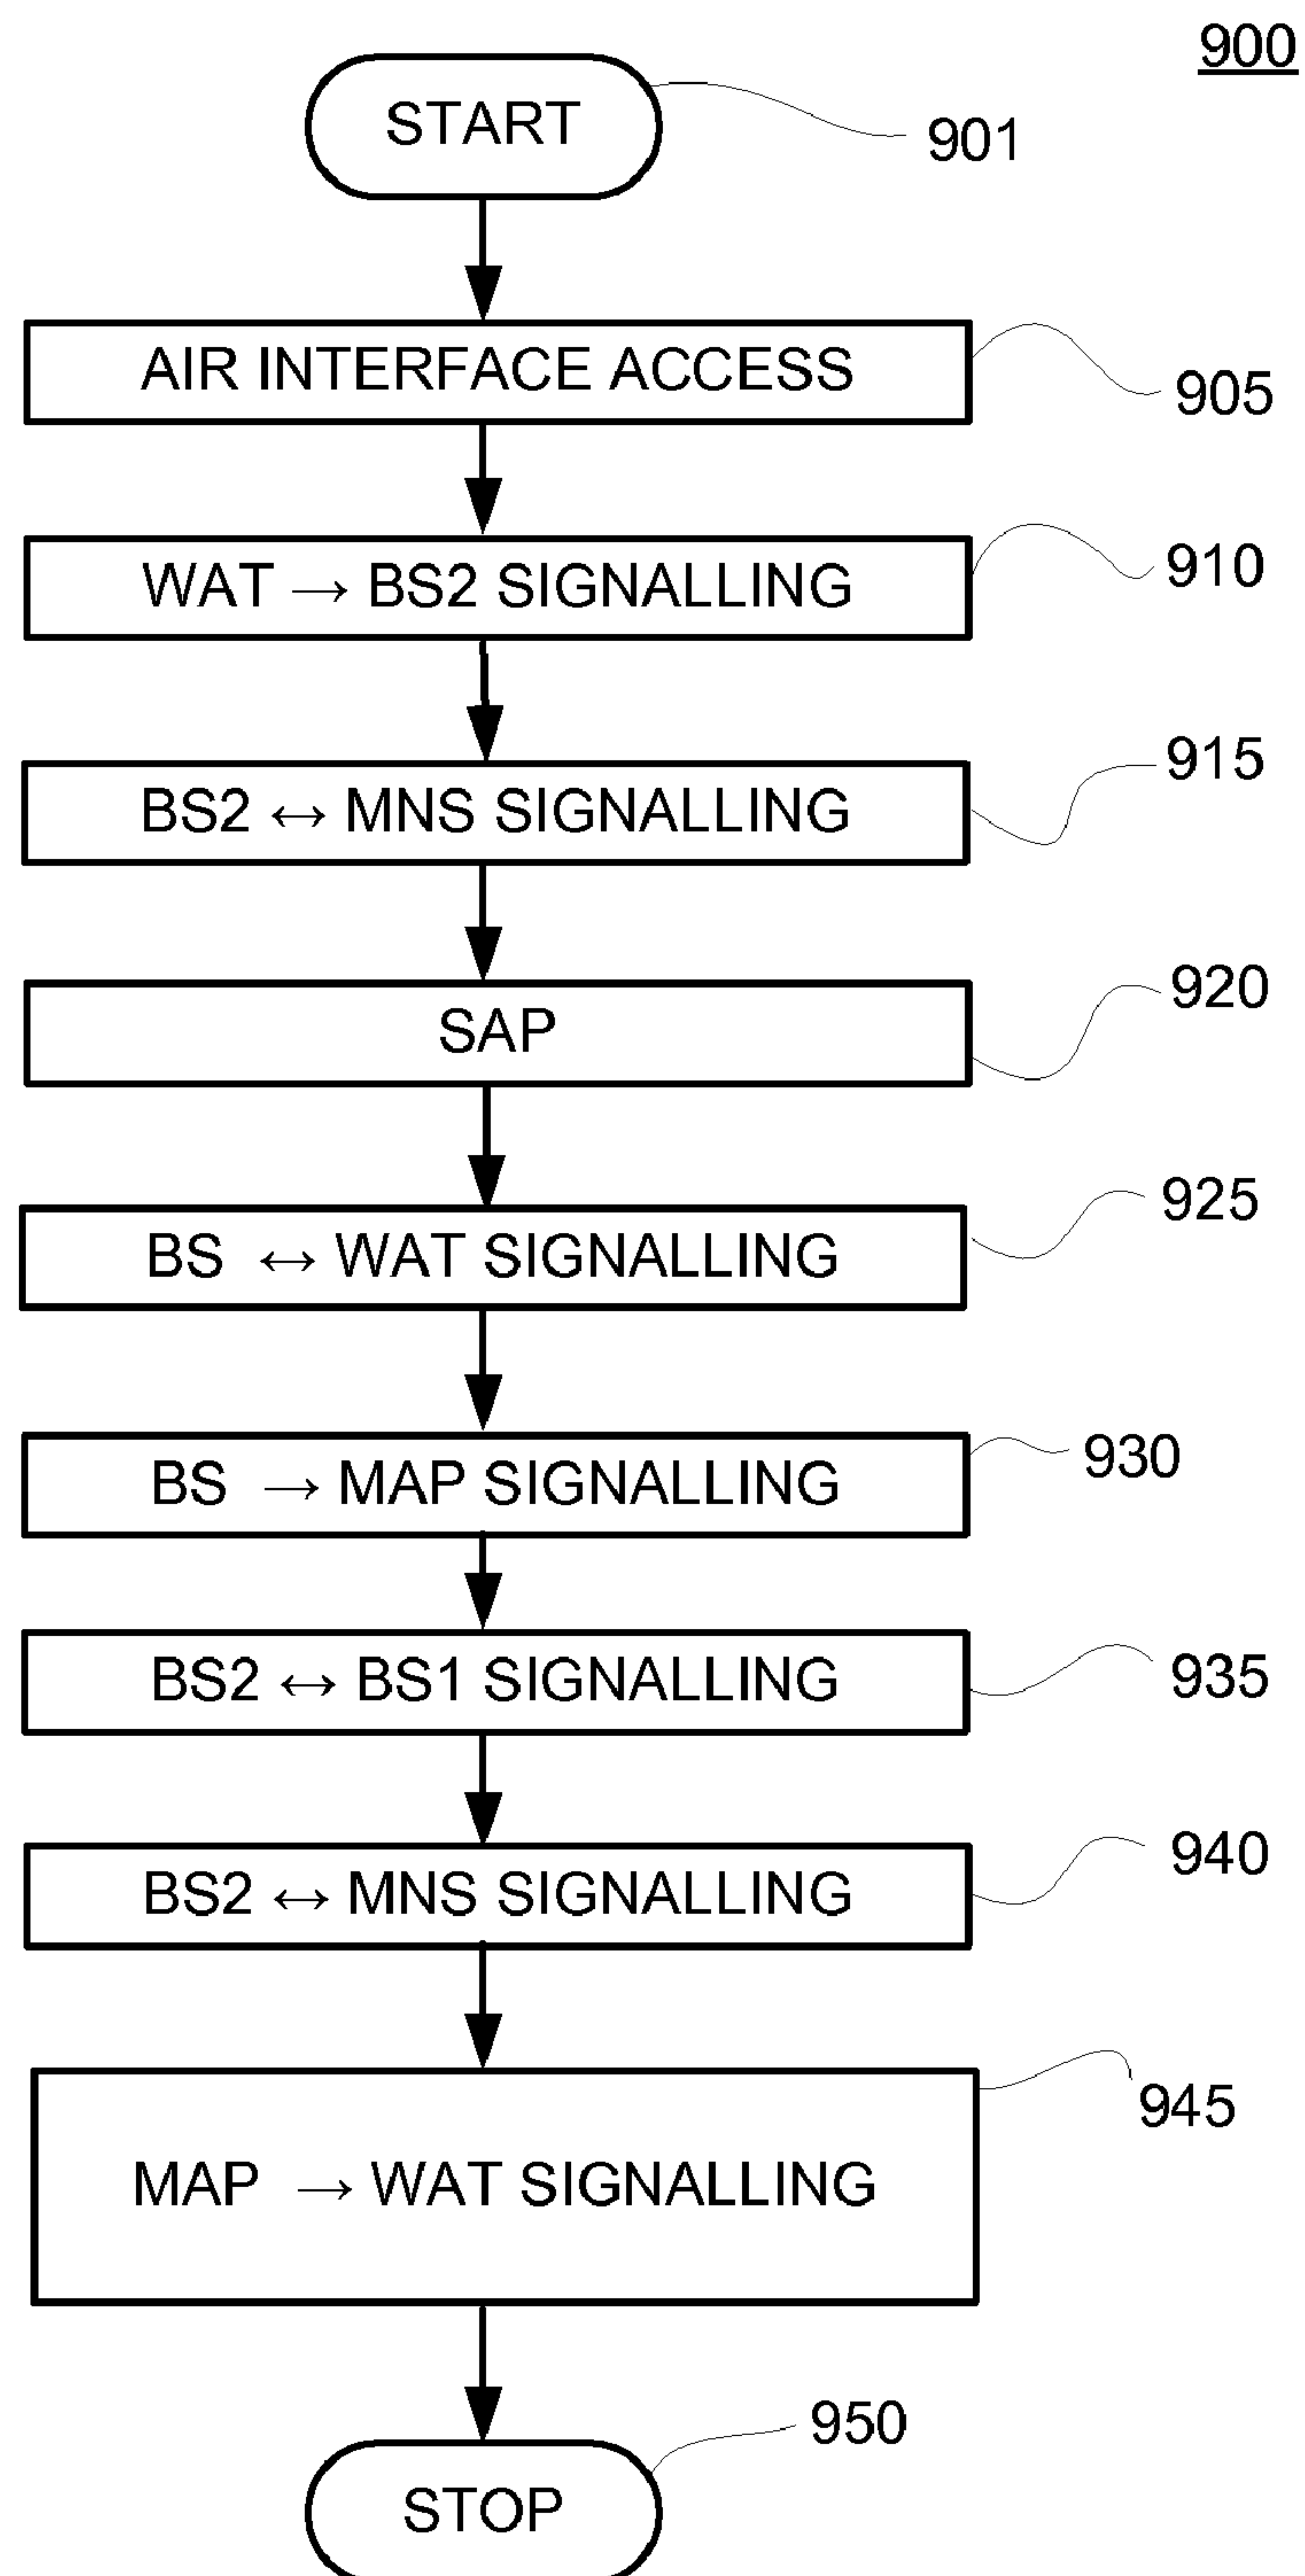 900
START
901
AIR INTERFACE ACCESS
905
WAT → BS2 SIGNALLING
910
BS2 ↔ MNS SIGNALLING
915
SAP
920
BS ↔ WAT SIGNALLING
925
BS → MAP SIGNALLING
930
BS2 ↔ BS1 SIGNALLING
935
BS2 ↔ MNS SIGNALLING
940
MAP → WAT SIGNALLING
945
STOP
950